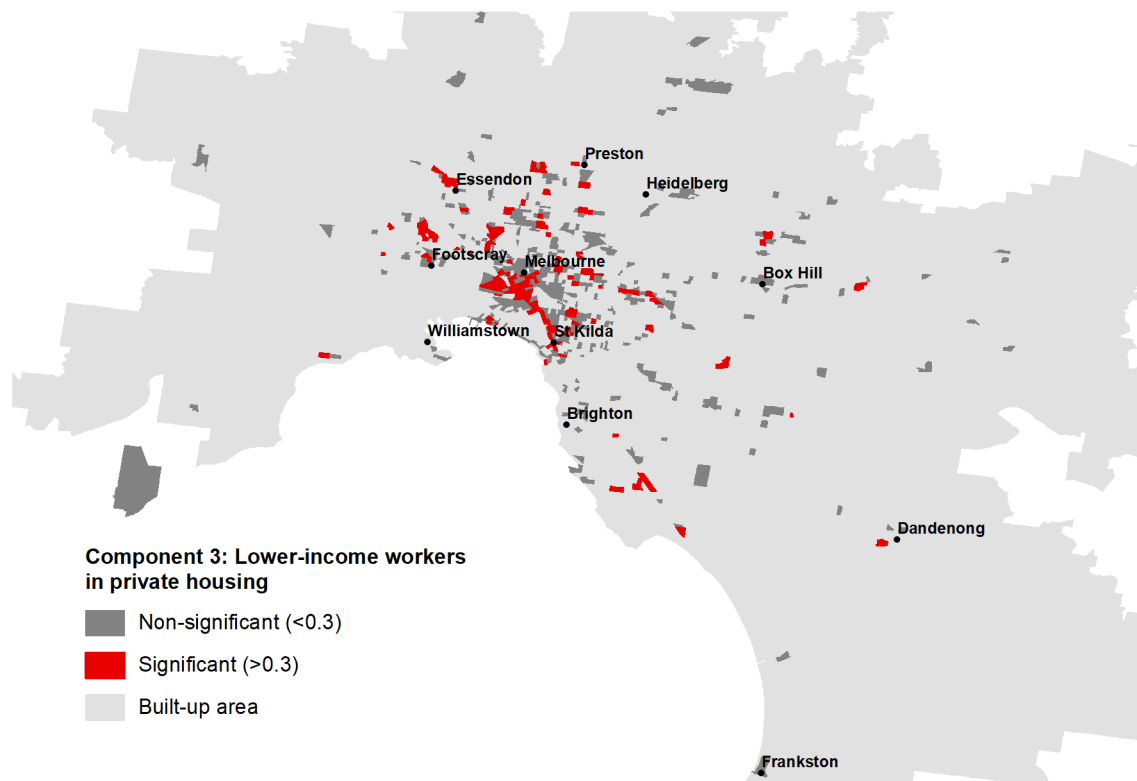 Preston
Essendon
Heidelberg
Footscray
Melbourne
Box Hill
Williamstown
St Kilda
Brighton
Dandenong
Component 3: Lower-income workers
in private housing
Non-significant (<0.3)
Significant (>0.3)
Built-up area
Frankston